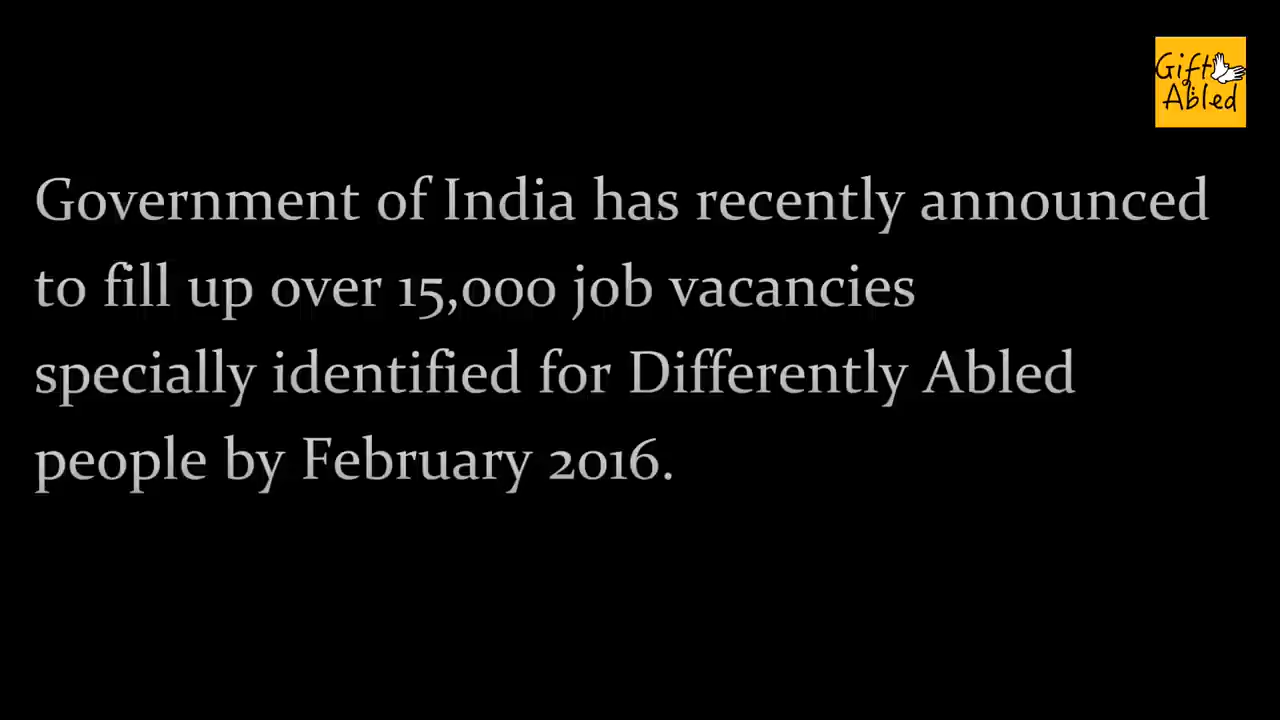 Gift
Abled
Government of India has recently announced
to fill up over 15,000 job vacancies
specially identified for Differently Abled
people by February 2016.